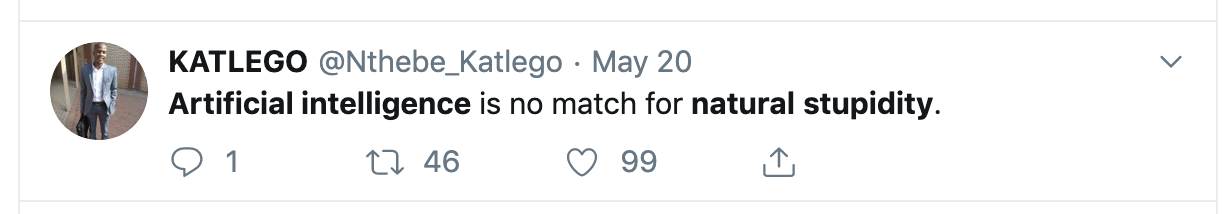 KATLEGO @Nthebe_Katlego · May 20
Artificial intelligence is no match for natural stupidity.
1 46 99